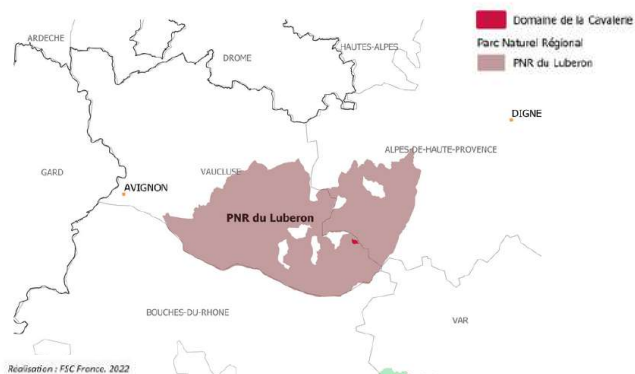 Domaine de la Cavalerie
ARDECHE
Parc Naturel Régional
HAUTES-ALPES
DROME
PNR du Luberon
DIGNE
ALPES-DE-HAUTE-PROVENCE
GARD
VAUCLUSE
AVIGNON
PNR du Luberon
BOUCHES-DU-RHONE
VAR
Réalisation : FSC France, 2022